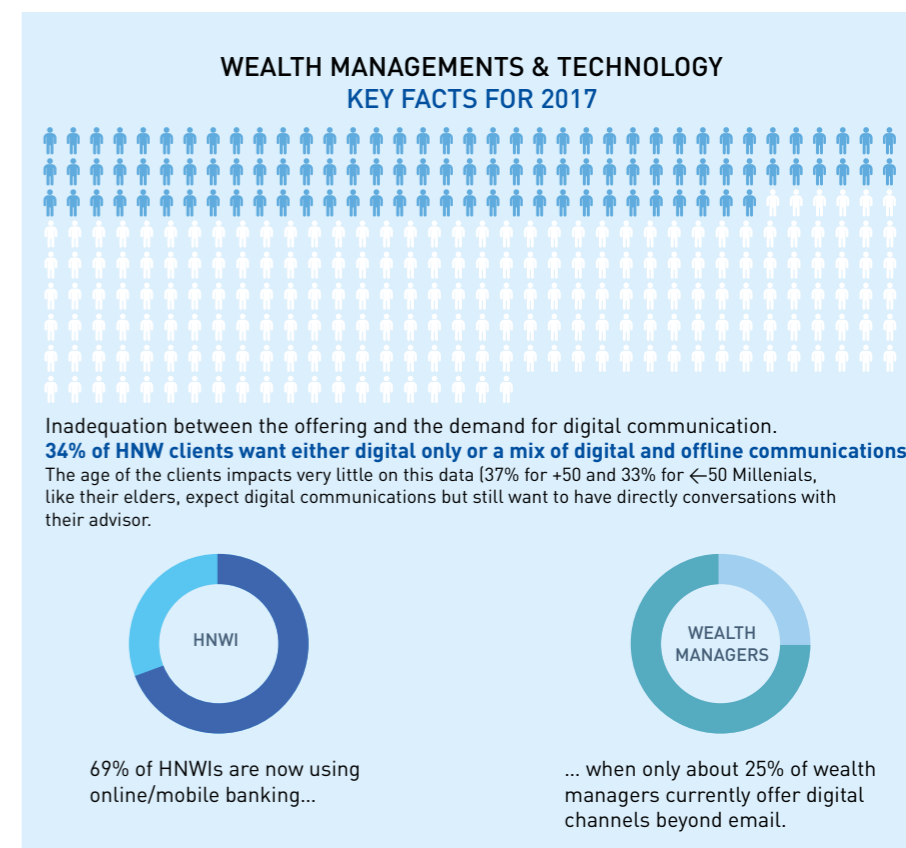 WEALTH MANAGEMENTS & TECHNOLOGY
KEY FACTS FOR 2017
Inadequation between the offering and the demand for digital communication.
34% of HNW clients want either digital only or a mix of digital and offline communications
The age of the clients impacts very little on this data (37% for +50 and 33% for <-50 Millenials,
like their elders, expect digital communications but still want to have directly conversations with
their advisor.
HNWI
WEALTH
MANAGERS
69% of HNWIs are now using
online/mobile banking...
... when only about 25% of wealth
managers currently offer digital
channels beyond email.